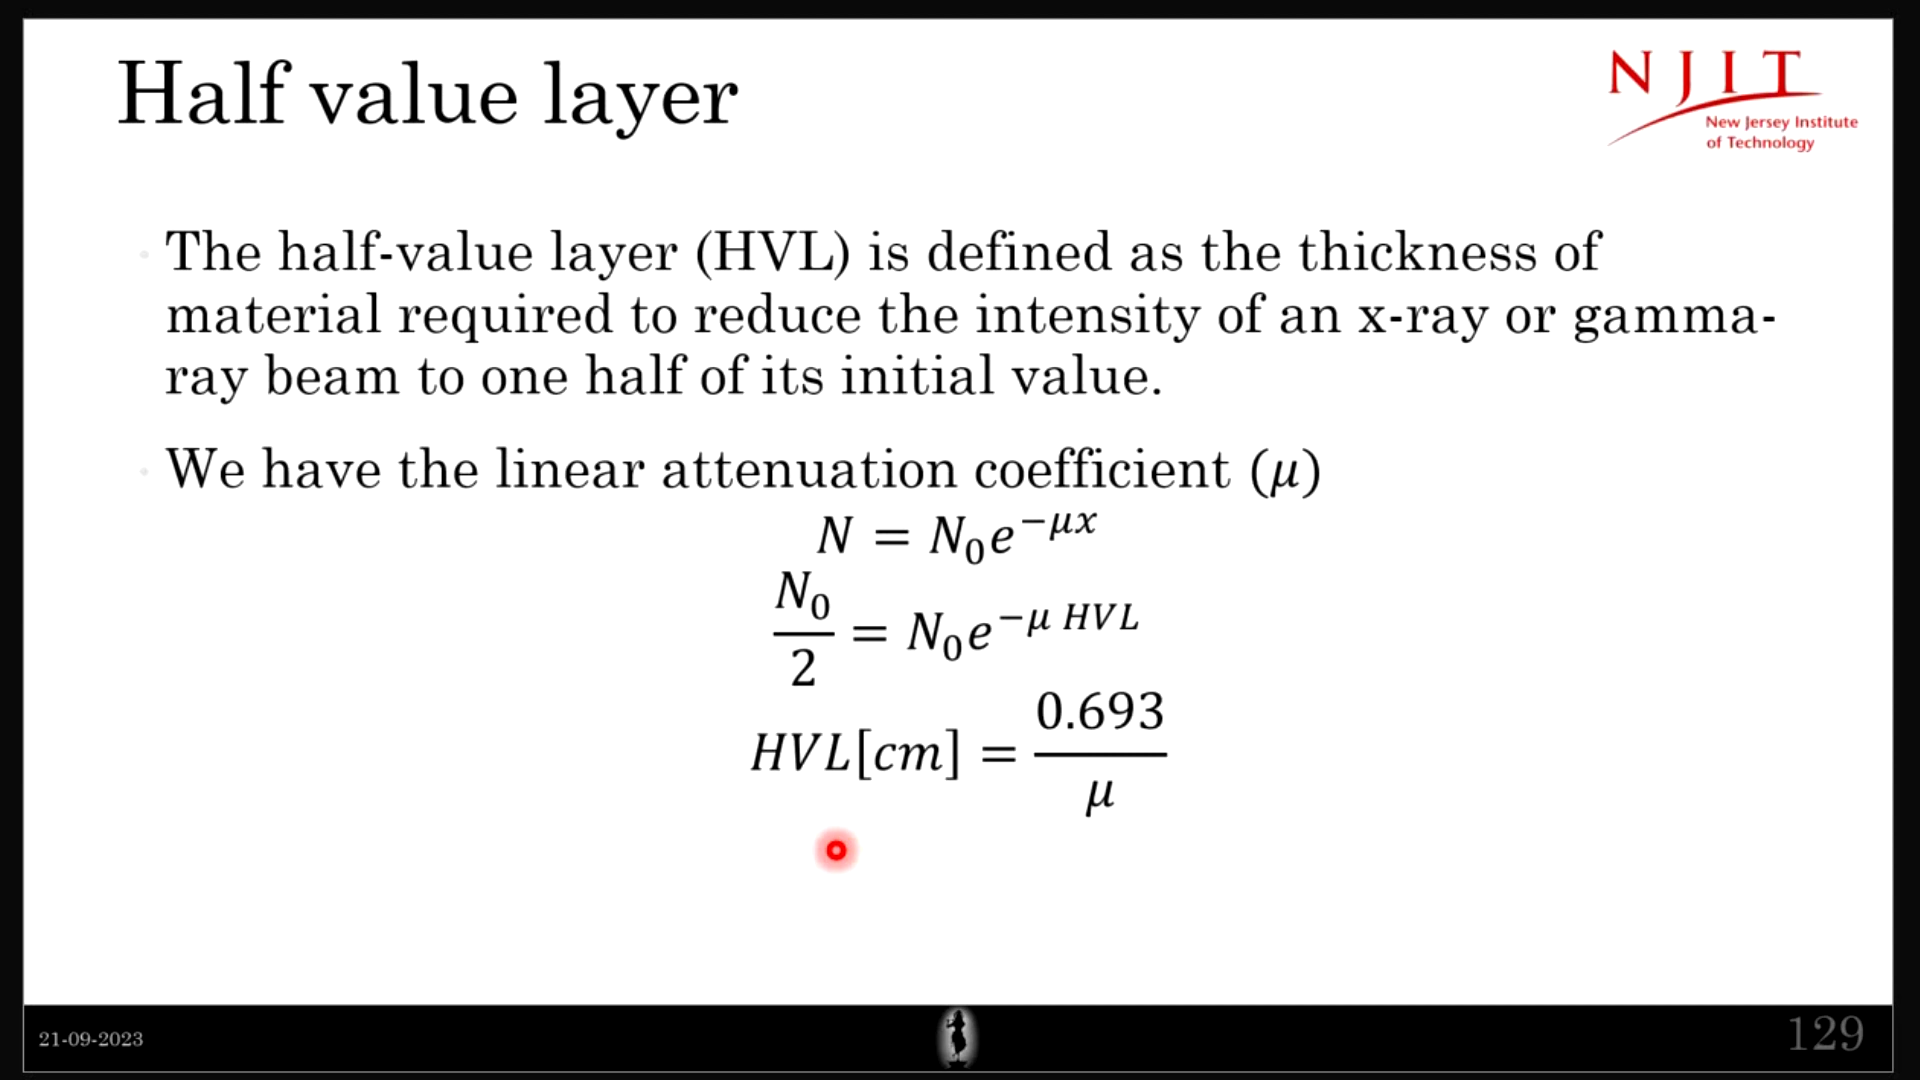 Half value layer
N J I T
New Jersey Institute
of Technology
The half-value layer (HVL) is defined as the thickness of
material required to reduce the intensity of an x-ray or gamma-
ray beam to one half of its initial value.
We have the linear attenuation coefficient (μ)
N = N₀e^{−μx}
N₀/2 = N₀e^{−μ HVL}
HVL[cm] = 0.693/μ
21-09-2023
129